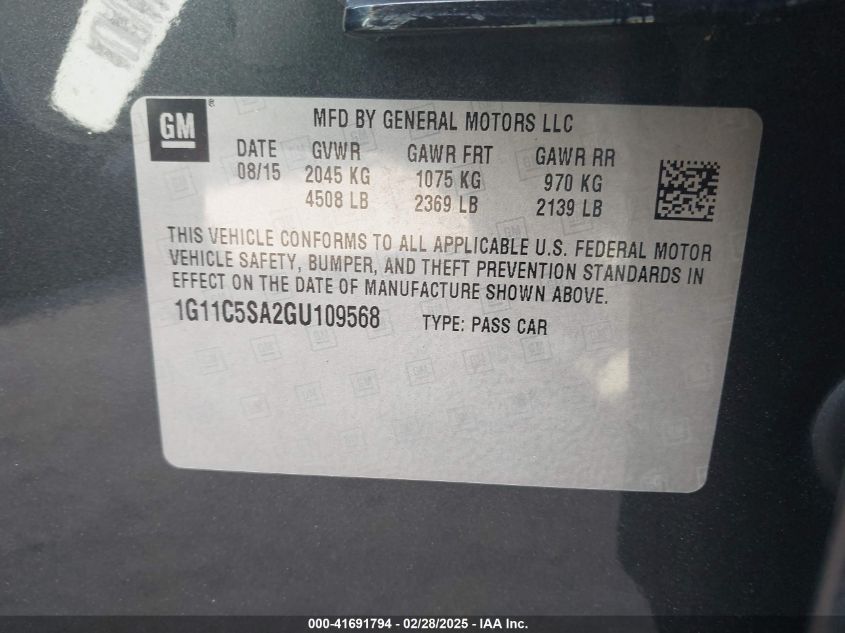 GM ®
MFD BY GENERAL MOTORS LLC
DATE GVWR GAWR FRT GAWR RR
08/15 2045 KG 1075 KG 970 KG
4508 LB 2369 LB 2139 LB
THIS VEHICLE CONFORMS TO ALL APPLICABLE U.S. FEDERAL MOTOR
VEHICLE SAFETY, BUMPER, AND THEFT PREVENTION STANDARDS IN
EFFECT ON THE DATE OF MANUFACTURE SHOWN ABOVE.
1G11C5SA2GU109568 TYPE: PASS CAR
000-41691794 / 02/28/2025 - IAA Inc.